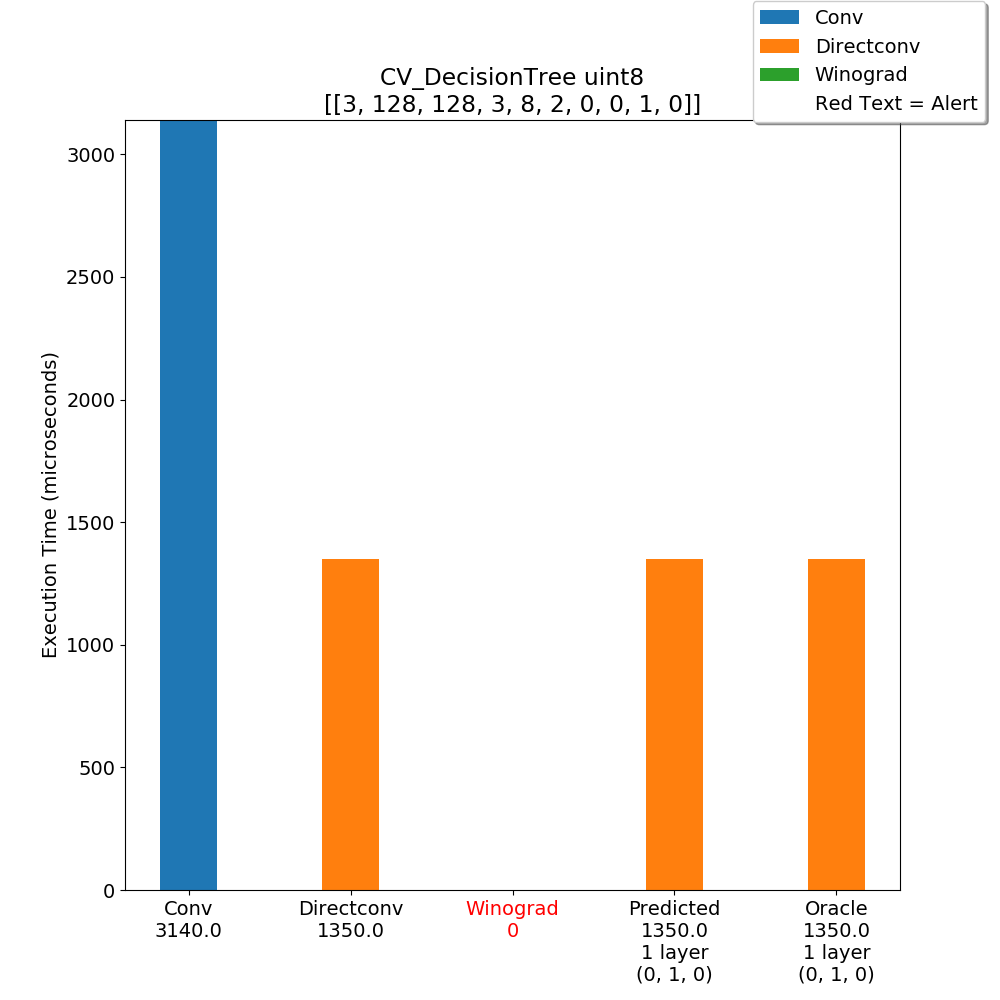 Conv
Directconv
Winograd
Red Text = Alert
CV_DecisionTree uint8
[[3, 128, 128, 3, 8, 2, 0, 0, 1, 0]]
Execution Time (microseconds)
3000
2500
2000
1500
1000
500
0
Conv
3140.0
Directconv
1350.0
Winograd
0
Predicted
1350.0
1 layer
(0, 1, 0)
Oracle
1350.0
1 layer
(0, 1, 0)